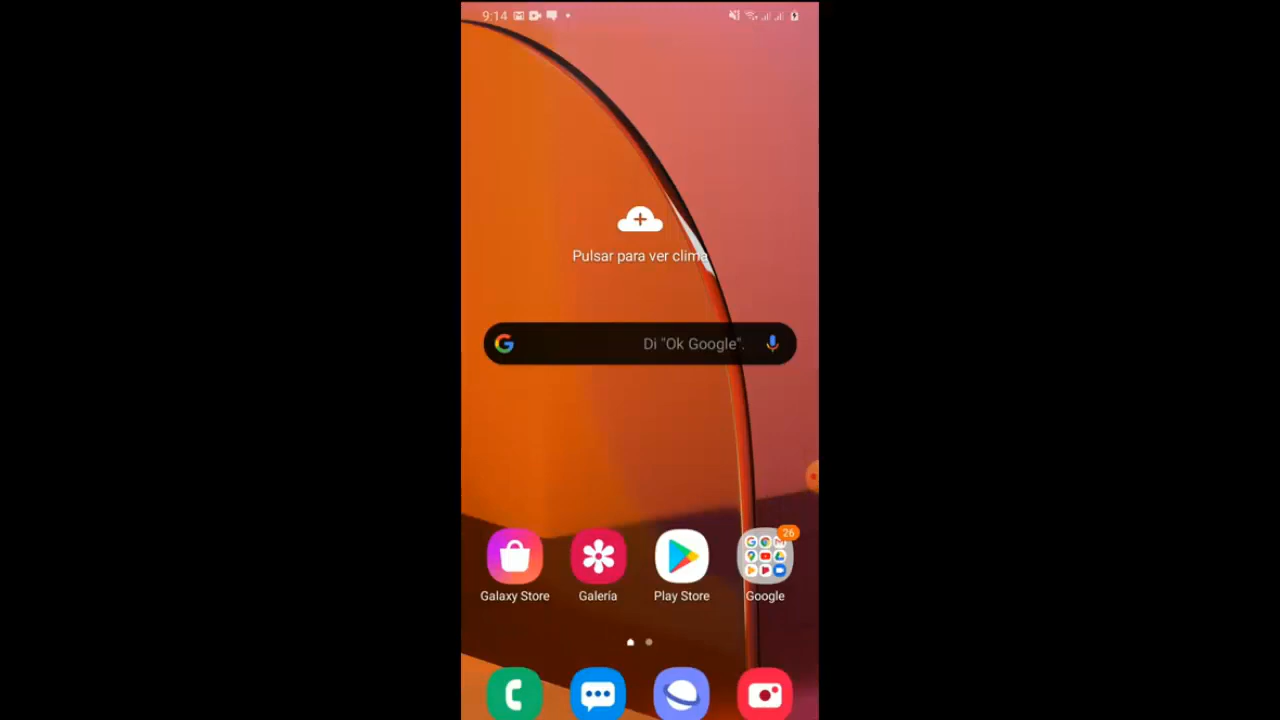 9:14
Pulsar para ver clima
Di "Ok Google".
26
Galaxy Store
Galería
Play Store
Google